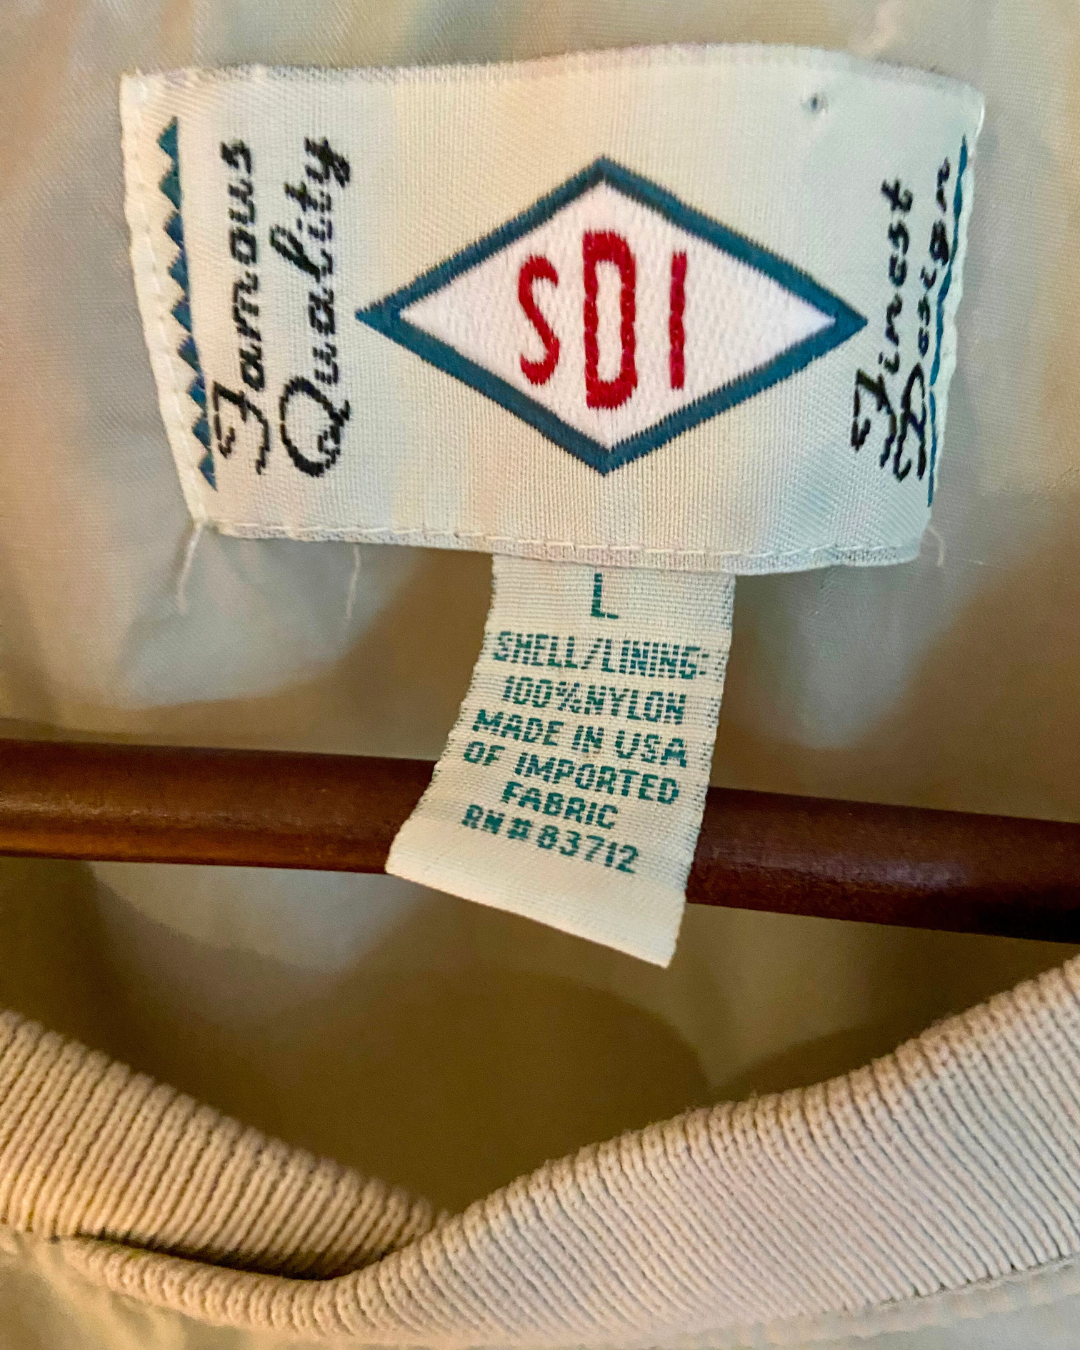 Famous
Quality
SDI
Finest
Design
L
SHELL/LINING:
100%NYLON
MADE IN USA
OF IMPORTED
FABRIC
RN#83712